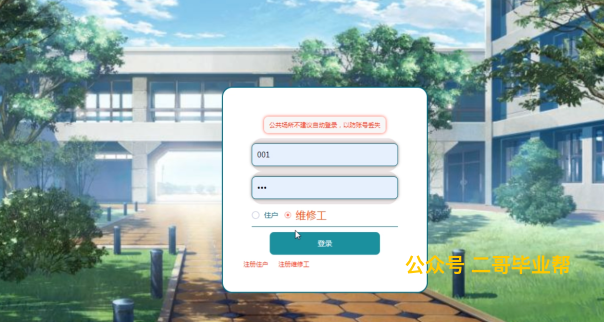 公共场所不建议自动登录，以防账号丢失
001
•••
住户 维修工
登录
注册住户 注册维修工
公众号 二哥毕业帮